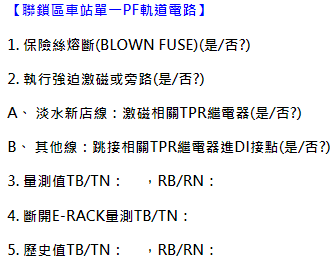 【聯鎖區車站單一PF軌道電路】
1. 保險絲熔斷(BLOWN FUSE)(是/否?)
2. 執行強迫激磁或旁路(是/否?)
A、 淡水新店線：激磁相關TPR繼電器(是/否?)
B、 其他線：跳接相關TPR繼電器進DI接點(是/否?)
3. 量測值TB/TN：　，RB/RN：
4. 斷開E-RACK量測TB/TN：
5. 歷史值TB/TN：　，RB/RN：